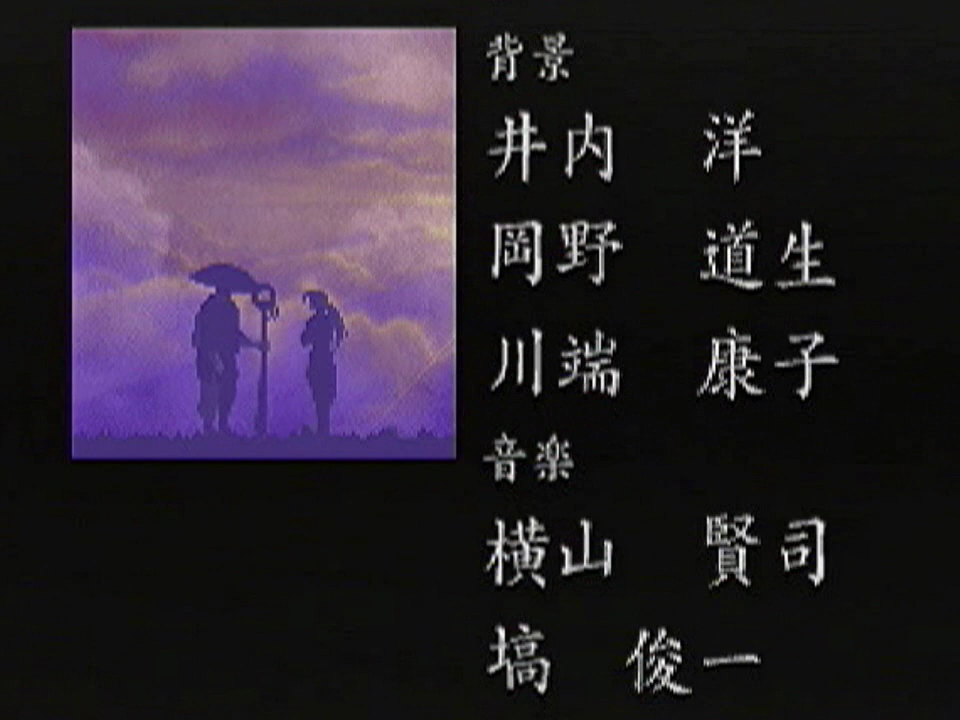 背景
井内 洋
岡野 道生
川端 康子
音楽
横山 賢司
塙 俊一